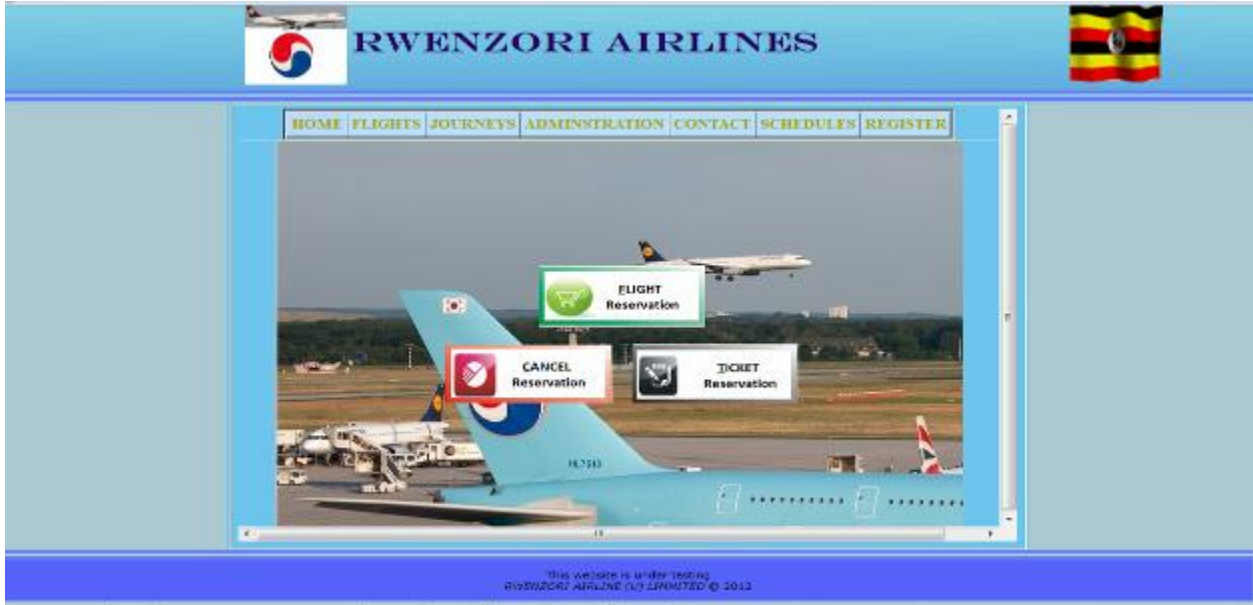 RWENZORI AIRLINES
HOME FLIGHTS JOURNEYS ADMINSTRATION CONTACT SCHEDULES REGISTER
FLIGHT
Reservation
CANCEL
Reservation
TICKET
Reservation
This website is under testing
RWENZORI AIRLINE (U) LIMMITED © 2012